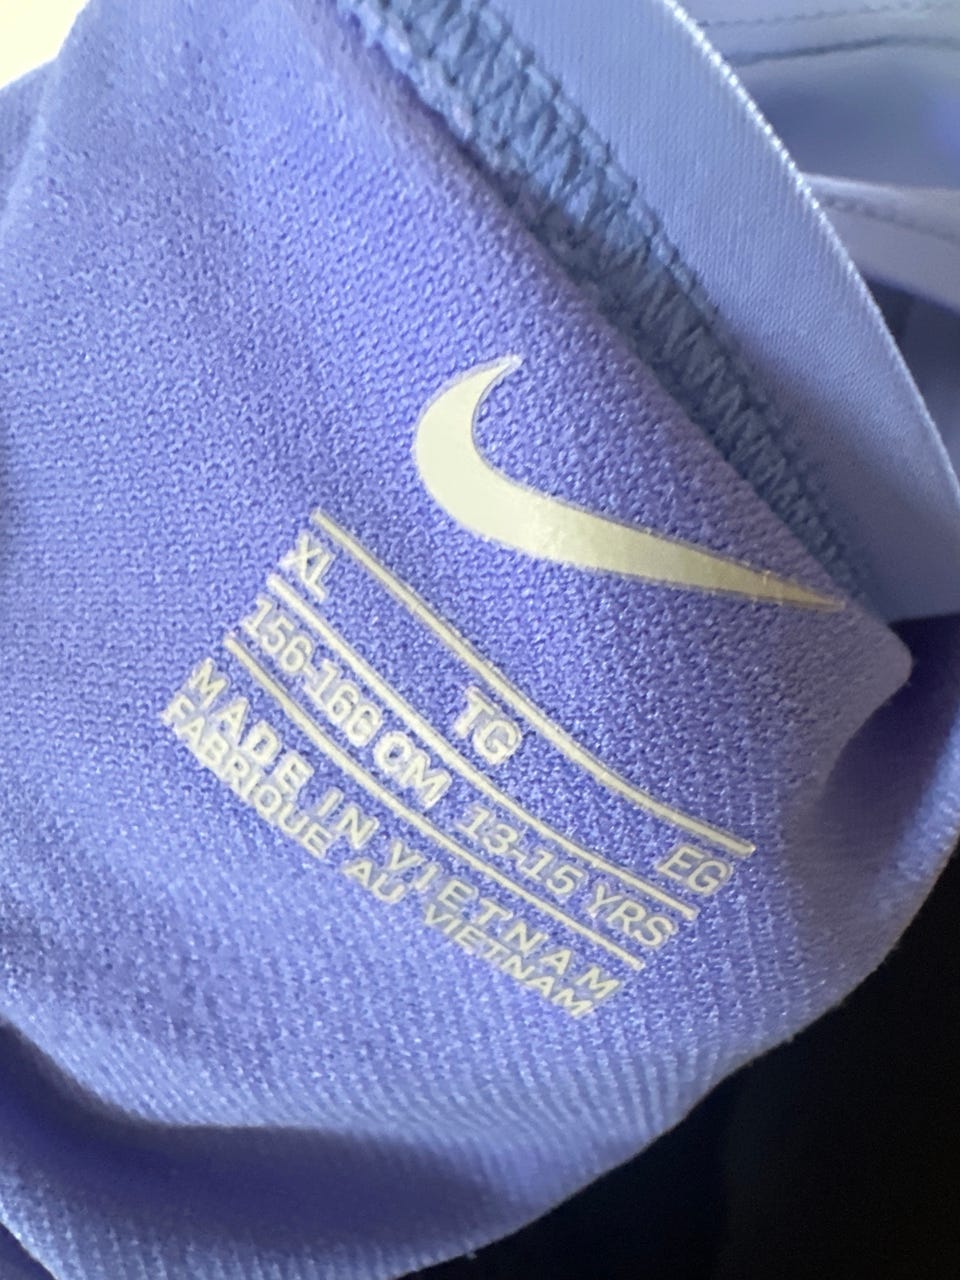 XL TG EG
156-166 CM 13-15 YRS
MADE IN VIETNAM
FABRIQUE AU VIETNAM